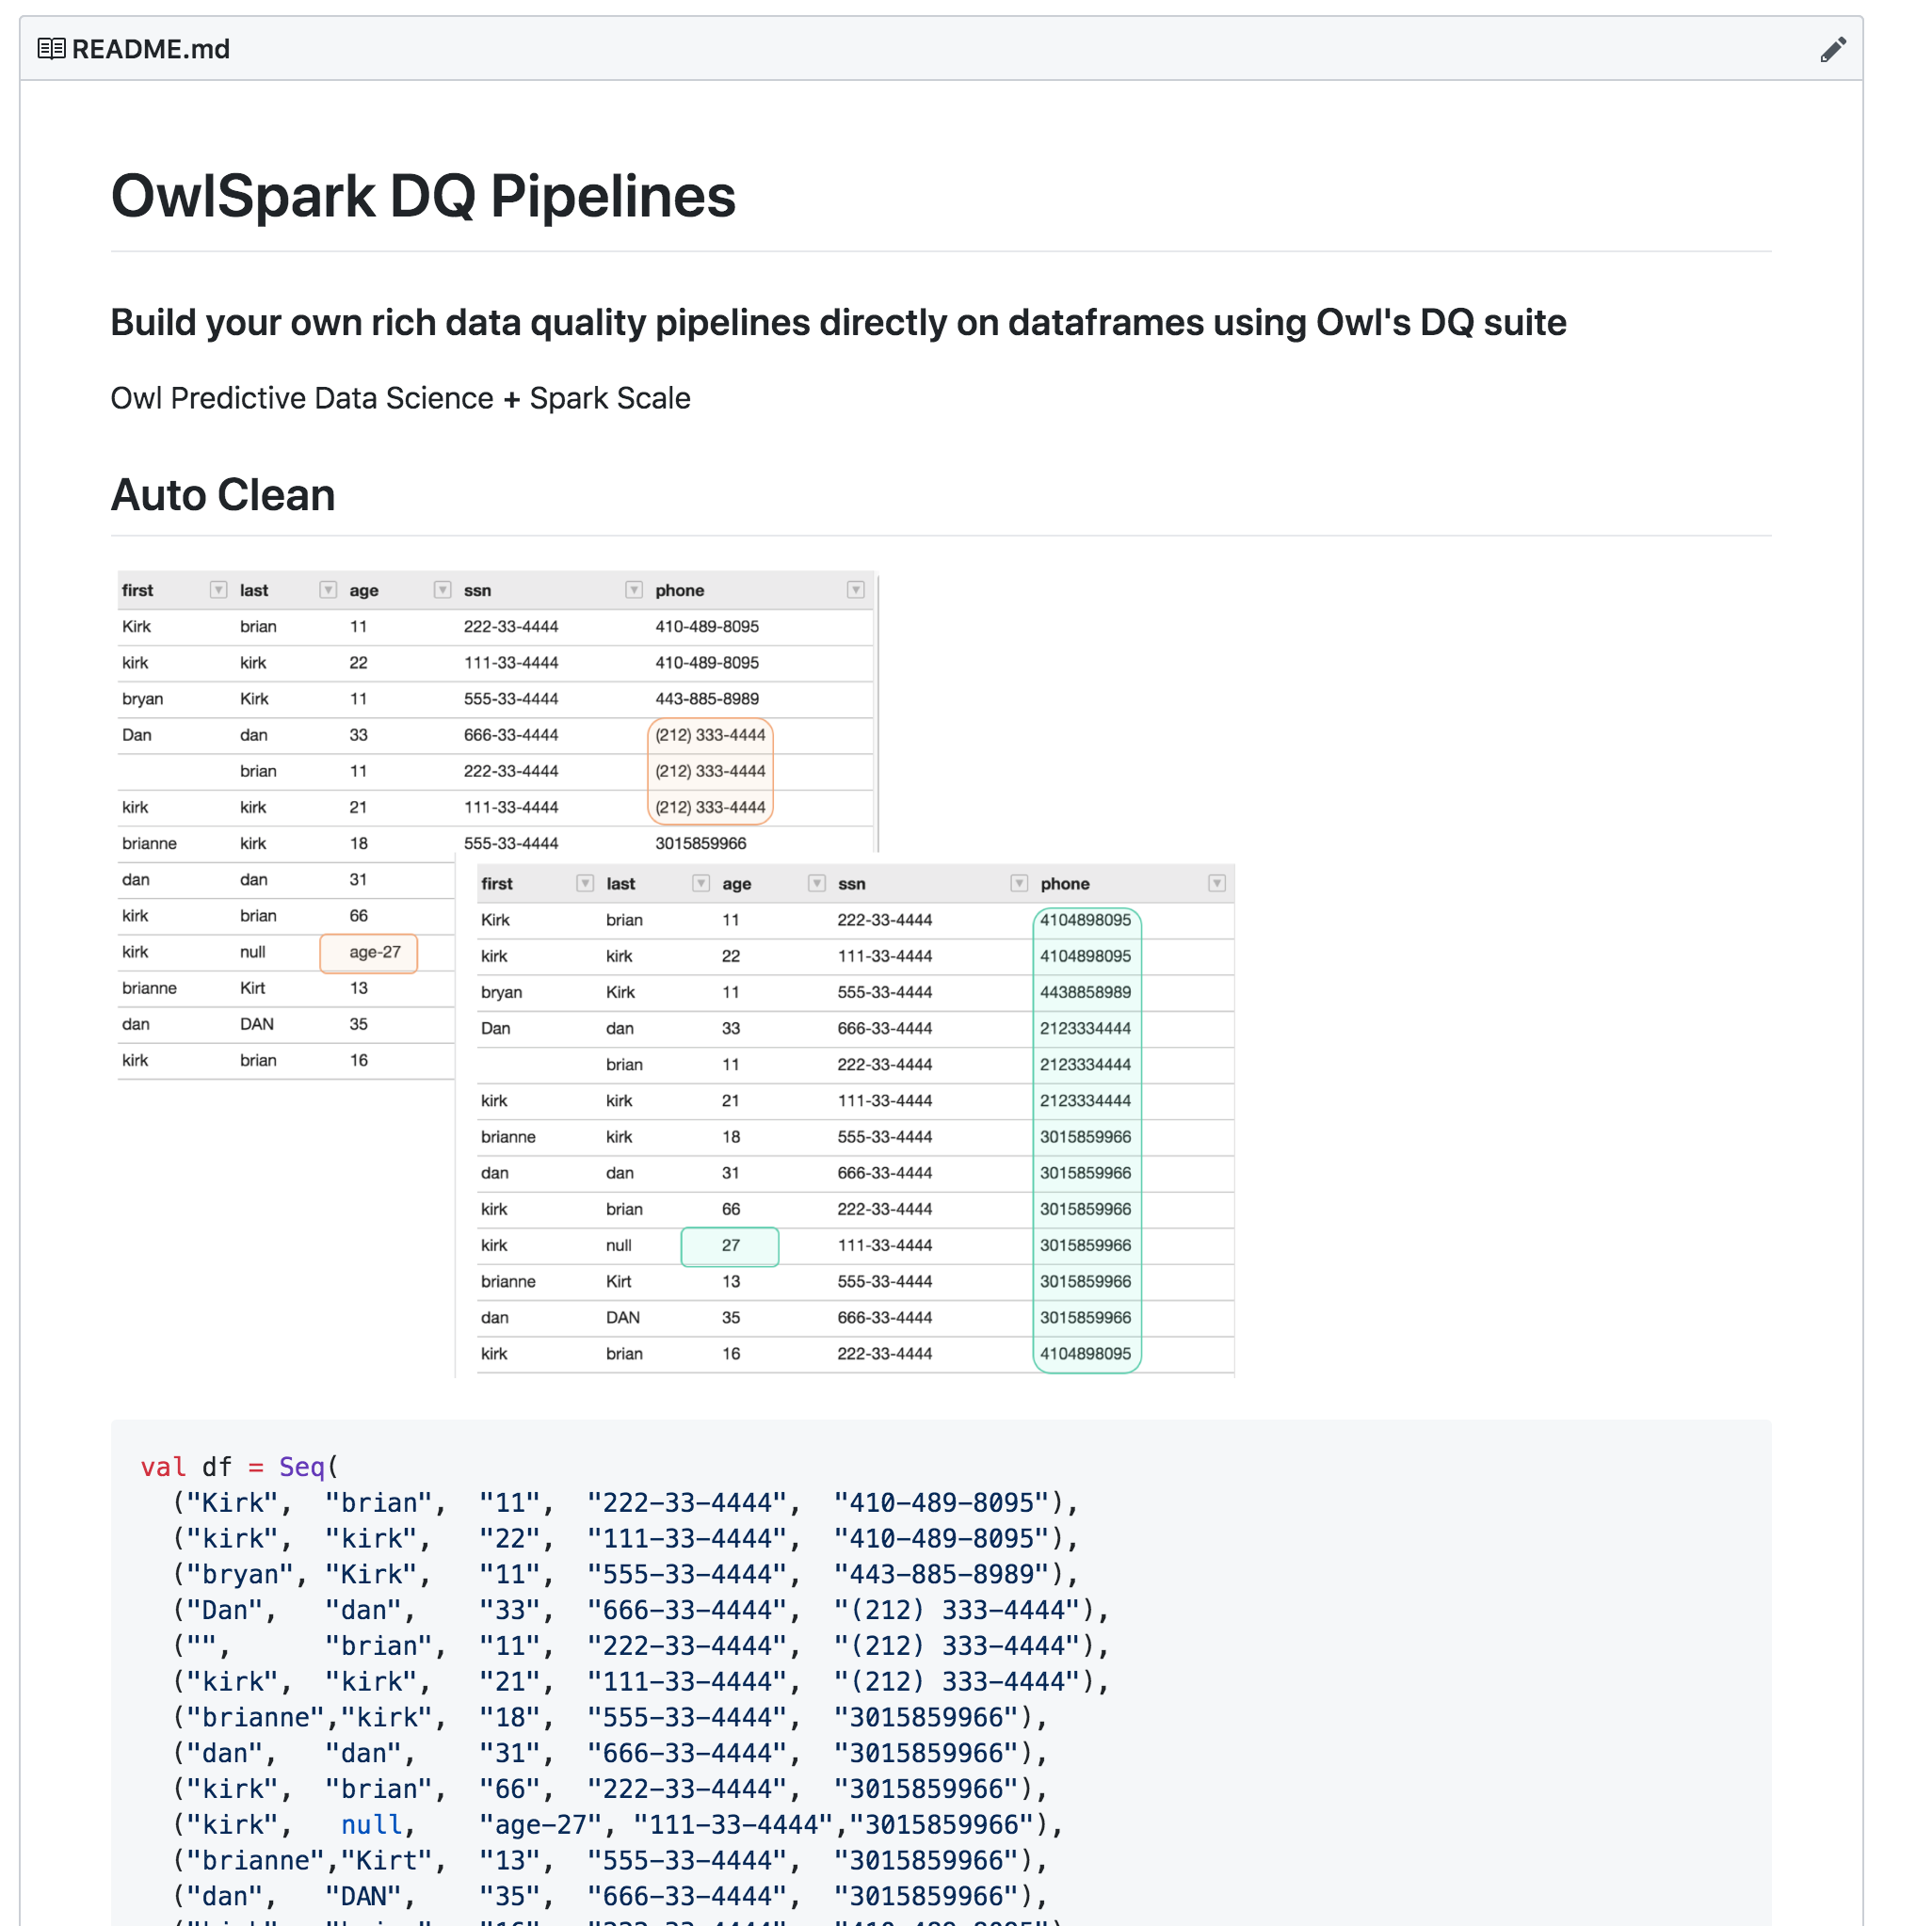 README.md
OwlSpark DQ Pipelines
Build your own rich data quality pipelines directly on dataframes using Owl's DQ suite
Owl Predictive Data Science + Spark Scale
Auto Clean
first last age ssn phone
Kirk brian 11 222-33-4444 410-489-8095
kirk kirk 22 111-33-4444 410-489-8095
bryan Kirk 11 555-33-4444 443-885-8989
Dan dan 33 666-33-4444 (212) 333-4444
brian 11 222-33-4444 (212) 333-4444
kirk kirk 21 111-33-4444 (212) 333-4444
brianne kirk 18 555-33-4444 3015859966
dan dan 31
kirk brian 66
kirk null age-27
brianne Kirt 13
dan DAN 35
kirk brian 16
first last age ssn phone
Kirk brian 11 222-33-4444 4104898095
kirk kirk 22 111-33-4444 4104898095
bryan Kirk 11 555-33-4444 4438858989
Dan dan 33 666-33-4444 2123334444
brian 11 222-33-4444 2123334444
kirk kirk 21 111-33-4444 2123334444
brianne kirk 18 555-33-4444 3015859966
dan dan 31 666-33-4444 3015859966
kirk brian 66 222-33-4444 3015859966
kirk null 27 111-33-4444 3015859966
brianne Kirt 13 555-33-4444 3015859966
dan DAN 35 666-33-4444 3015859966
kirk brian 16 222-33-4444 4104898095
val df = Seq(
("Kirk", "brian", "11", "222-33-4444", "410-489-8095"),
("kirk", "kirk", "22", "111-33-4444", "410-489-8095"),
("bryan", "Kirk", "11", "555-33-4444", "443-885-8989"),
("Dan", "dan", "33", "666-33-4444", "(212) 333-4444"),
("", "brian", "11", "222-33-4444", "(212) 333-4444"),
("kirk", "kirk", "21", "111-33-4444", "(212) 333-4444"),
("brianne","kirk", "18", "555-33-4444", "3015859966"),
("dan", "dan", "31", "666-33-4444", "3015859966"),
("kirk", "brian", "66", "222-33-4444", "3015859966"),
("kirk", null, "age-27", "111-33-4444","3015859966"),
("brianne","Kirt", "13", "555-33-4444", "3015859966"),
("dan", "DAN", "35", "666-33-4444", "3015859966"),